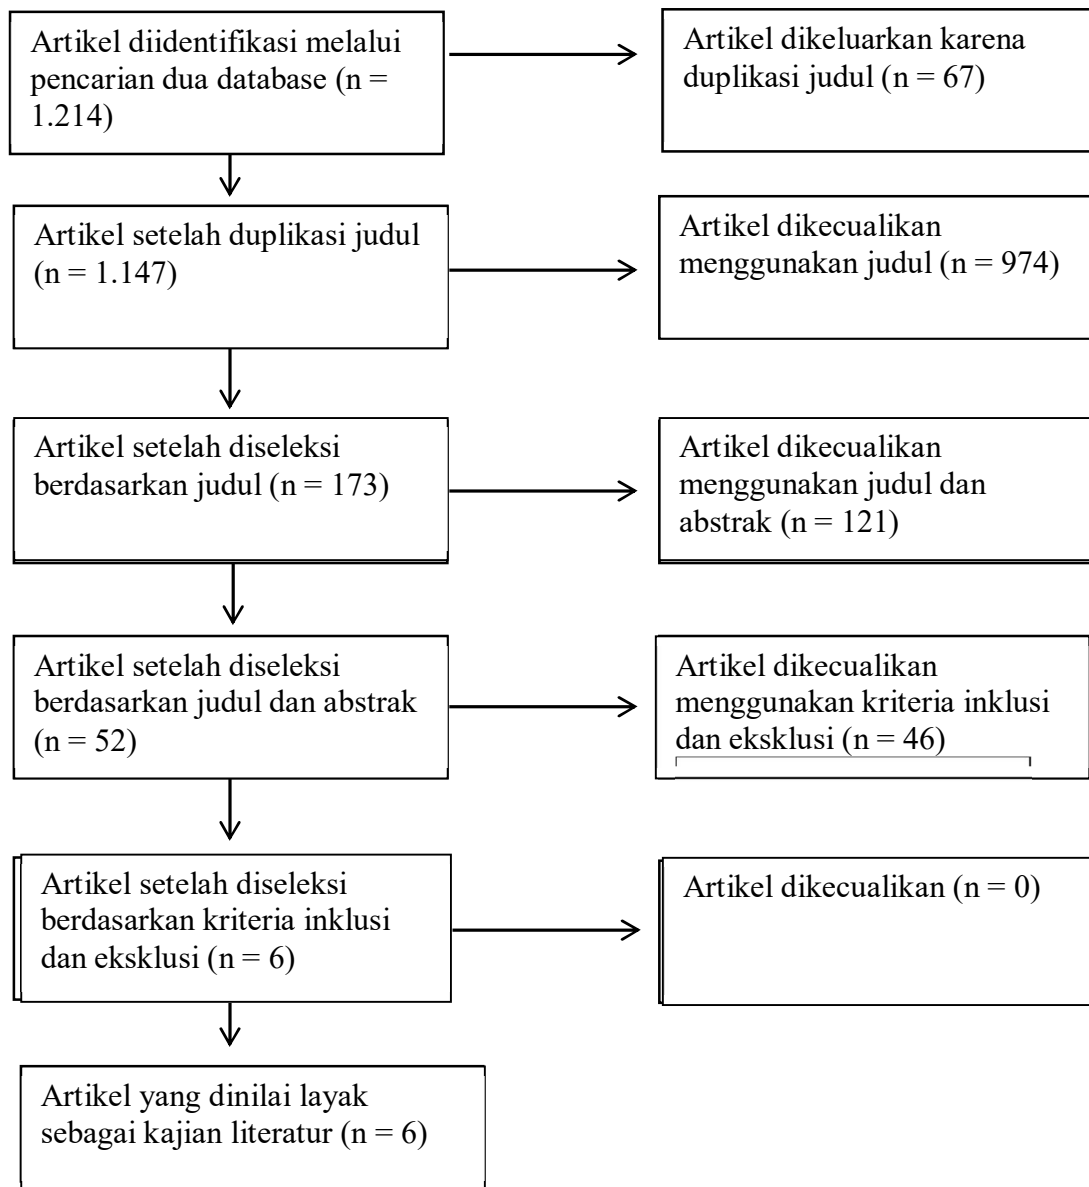 Artikel diidentifikasi melalui
pencarian dua database (n =
1.214)
Artikel dikeluarkan karena
duplikasi judul (n = 67)
Artikel setelah duplikasi judul
(n = 1.147)
Artikel dikecualikan
menggunakan judul (n = 974)
Artikel setelah diseleksi
berdasarkan judul (n = 173)
Artikel dikecualikan
menggunakan judul dan
abstrak (n = 121)
Artikel setelah diseleksi
berdasarkan judul dan abstrak
(n = 52)
Artikel dikecualikan
menggunakan kriteria inklusi
dan eksklusi (n = 46)
Artikel setelah diseleksi
berdasarkan kriteria inklusi
dan eksklusi (n = 6)
Artikel dikecualikan (n = 0)
Artikel yang dinilai layak
sebagai kajian literatur (n = 6)